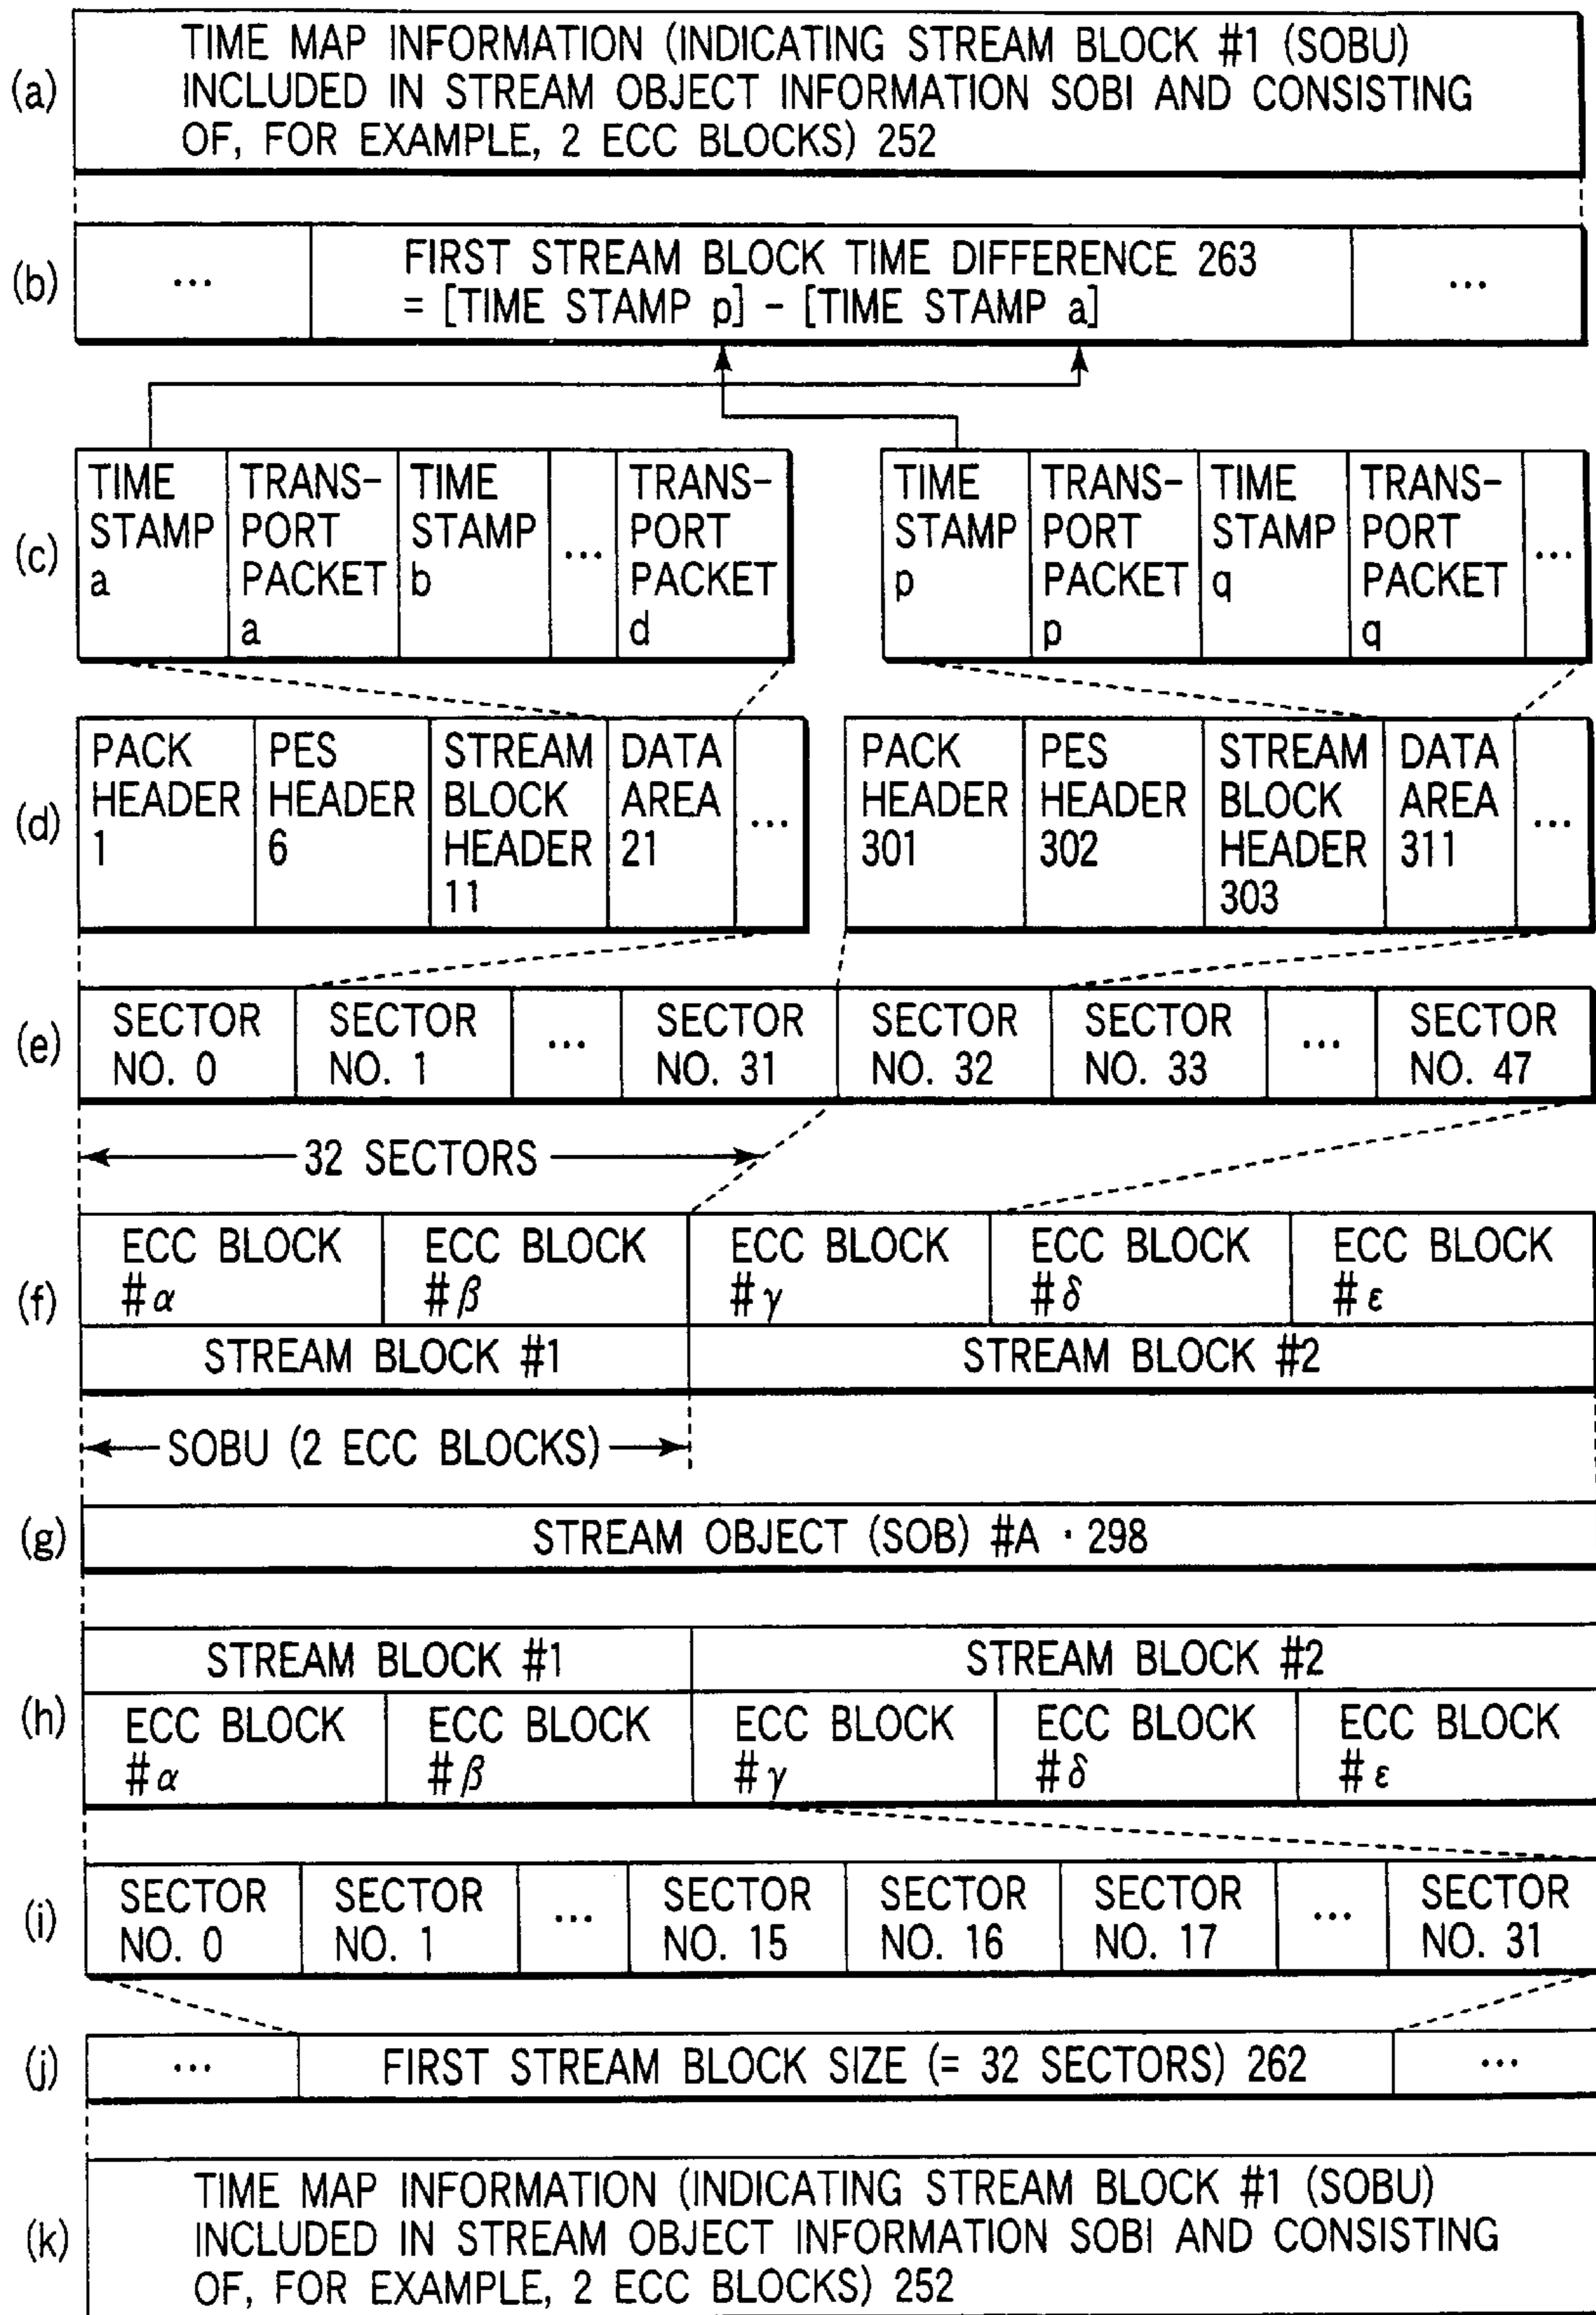 (a)
TIME MAP INFORMATION (INDICATING STREAM BLOCK #1 (SOBU)
INCLUDED IN STREAM OBJECT INFORMATION SOBI AND CONSISTING
OF, FOR EXAMPLE, 2 ECC BLOCKS) 252
(b)
...
FIRST STREAM BLOCK TIME DIFFERENCE 263
= [TIME STAMP p] - [TIME STAMP a]
...
(c)
TIME
STAMP
a
TRANS-
PORT
PACKET
a
TIME
STAMP
b
...
TRANS-
PORT
PACKET
d
TIME
STAMP
p
TRANS-
PORT
PACKET
p
TIME
STAMP
q
TRANS-
PORT
PACKET
q
...
(d)
PACK
HEADER
1
PES
HEADER
6
STREAM
BLOCK
HEADER
11
DATA
AREA
21
...
PACK
HEADER
301
PES
HEADER
302
STREAM
BLOCK
HEADER
303
DATA
AREA
311
...
(e)
SECTOR
NO. 0
SECTOR
NO. 1
...
SECTOR
NO. 31
SECTOR
NO. 32
SECTOR
NO. 33
...
SECTOR
NO. 47
32 SECTORS
(f)
ECC BLOCK
#α
ECC BLOCK
#β
ECC BLOCK
#γ
ECC BLOCK
#δ
ECC BLOCK
#ε
STREAM BLOCK #1
STREAM BLOCK #2
SOBU (2 ECC BLOCKS)
(g)
STREAM OBJECT (SOB) #A · 298
(h)
STREAM BLOCK #1
STREAM BLOCK #2
ECC BLOCK
#α
ECC BLOCK
#β
ECC BLOCK
#γ
ECC BLOCK
#δ
ECC BLOCK
#ε
(i)
SECTOR
NO. 0
SECTOR
NO. 1
...
SECTOR
NO. 15
SECTOR
NO. 16
SECTOR
NO. 17
...
SECTOR
NO. 31
(j)
...
FIRST STREAM BLOCK SIZE (= 32 SECTORS) 262
...
(k)
TIME MAP INFORMATION (INDICATING STREAM BLOCK #1 (SOBU)
INCLUDED IN STREAM OBJECT INFORMATION SOBI AND CONSISTING
OF, FOR EXAMPLE, 2 ECC BLOCKS) 252